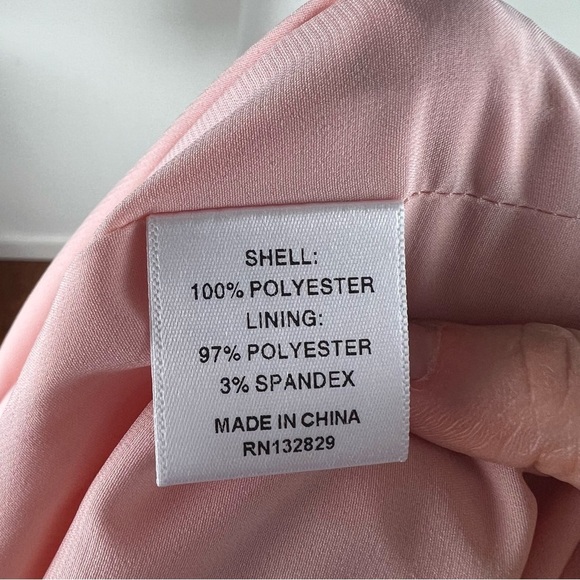 SHELL:
100% POLYESTER
LINING:
97% POLYESTER
3% SPANDEX
MADE IN CHINA
RN132829